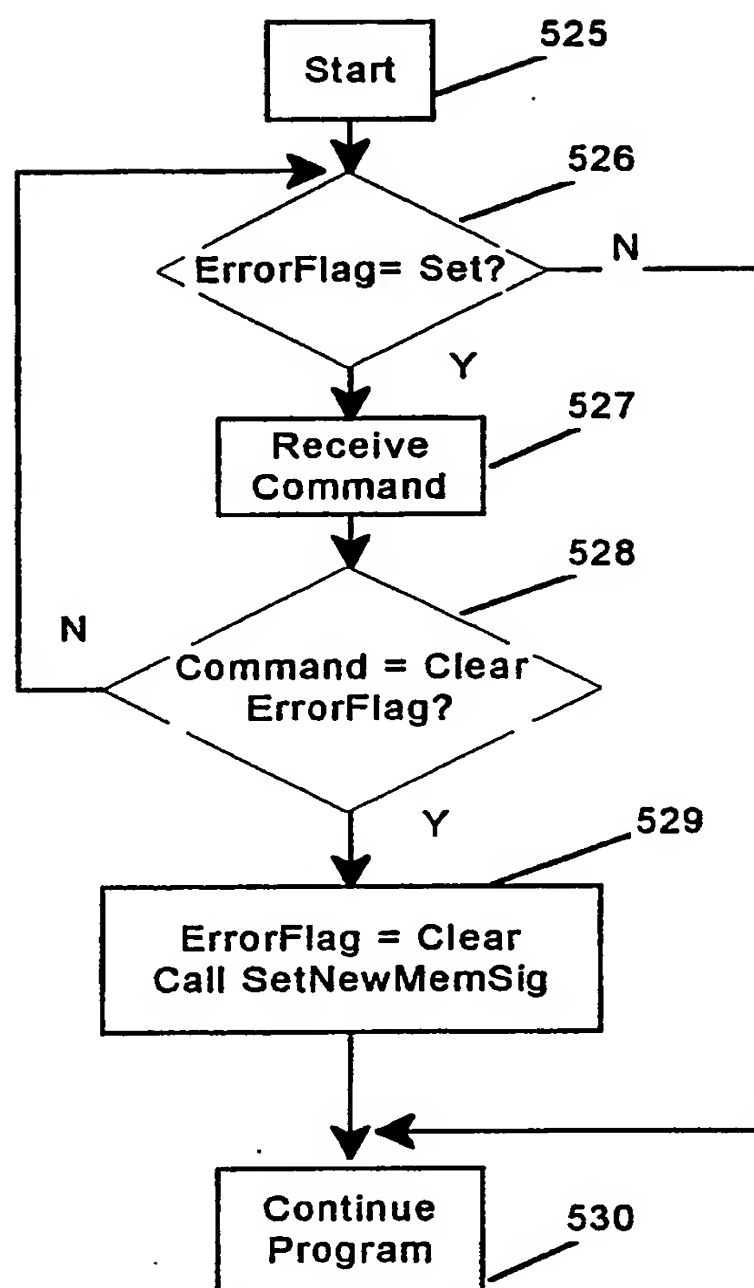 525
Start
526
ErrorFlag= Set?
N
Y
527
Receive
Command
528
N
Command = Clear
ErrorFlag?
Y
529
ErrorFlag = Clear
Call SetNewMemSig
Continue
Program
530